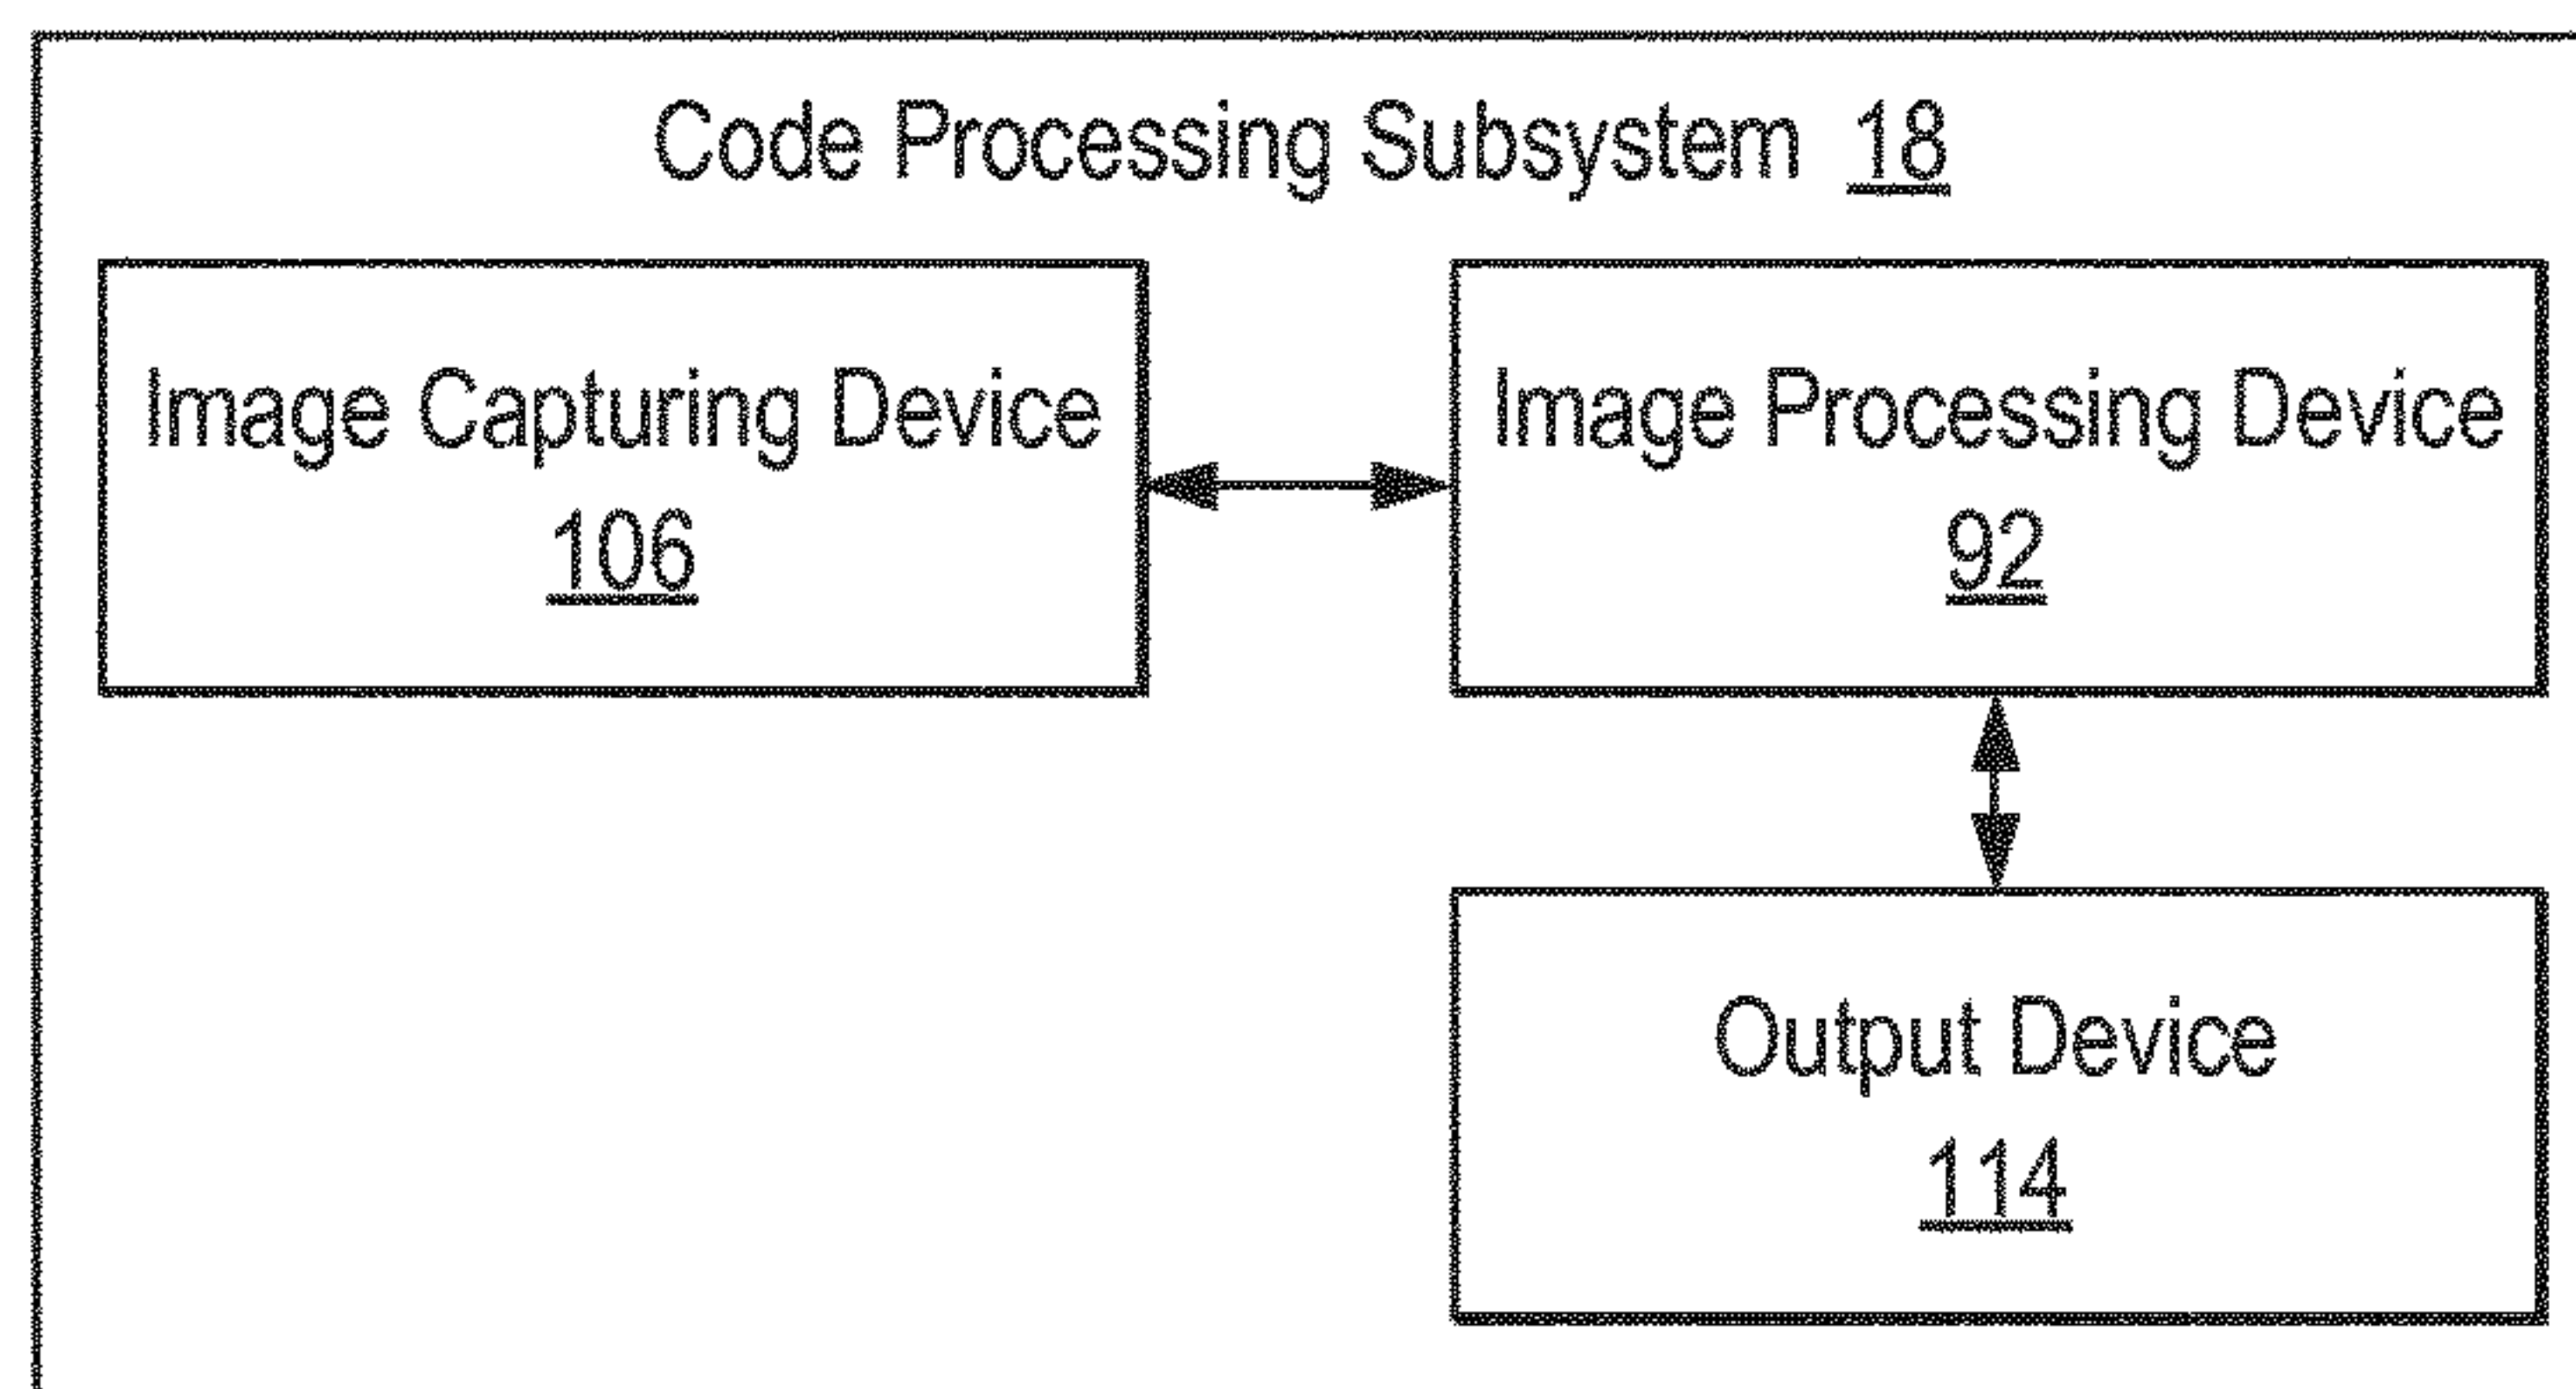 Code Processing Subsystem 18
Image Capturing Device
106
Image Processing Device
92
Output Device
114